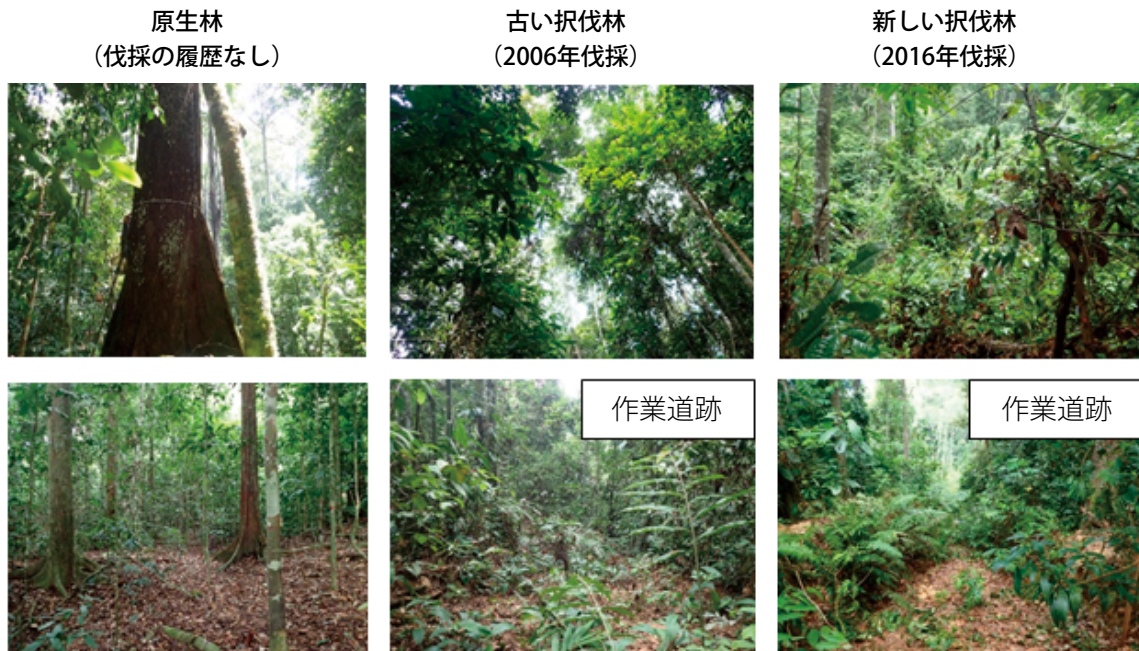 原生林
（伐採の履歴なし）
古い択伐林
（2006年伐採）
新しい択伐林
（2016年伐採）
作業道跡
作業道跡